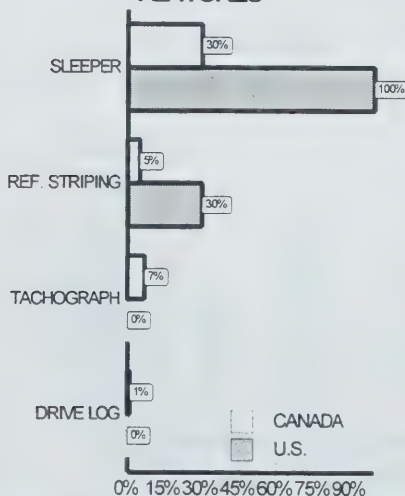 30%
SLEEPER
100%
5%
REF. STRIPING
30%
7%
TACHOGRAPH
0%
1%
DRIVE LOG
0%
CANADA
U.S.
0% 15% 30% 45% 60% 75% 90%